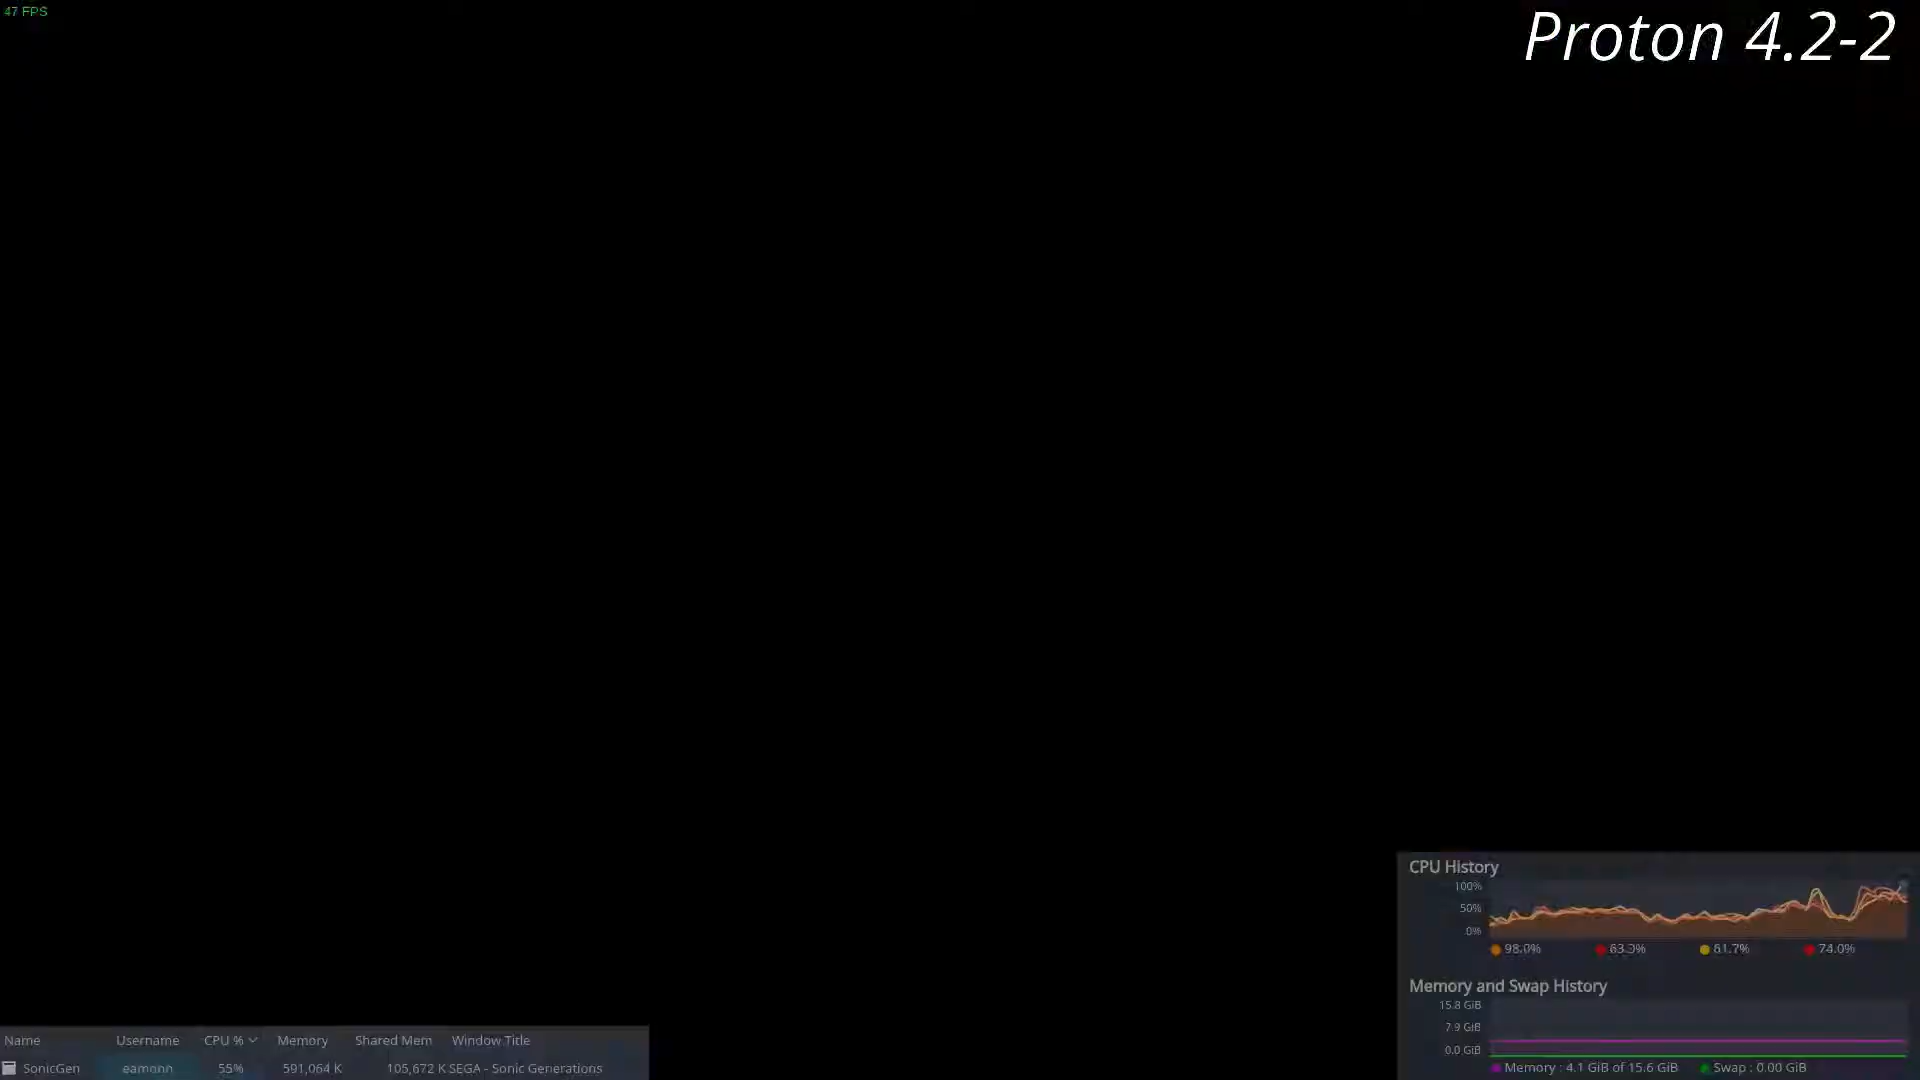 47 FPS
Proton 4.2-2
CPU History
100%
50%
0%
98.0% 63.3% 61.7% 74.0%
Memory and Swap History
15.8 GiB
7.9 GiB
0.0 GiB
Memory : 4.1 GiB of 15.6 GiB Swap : 0.00 GiB
Name Username CPU % Memory Shared Mem Window Title
SonicGen eamonn 55% 591,064 K 105,672 K SEGA - Sonic Generations